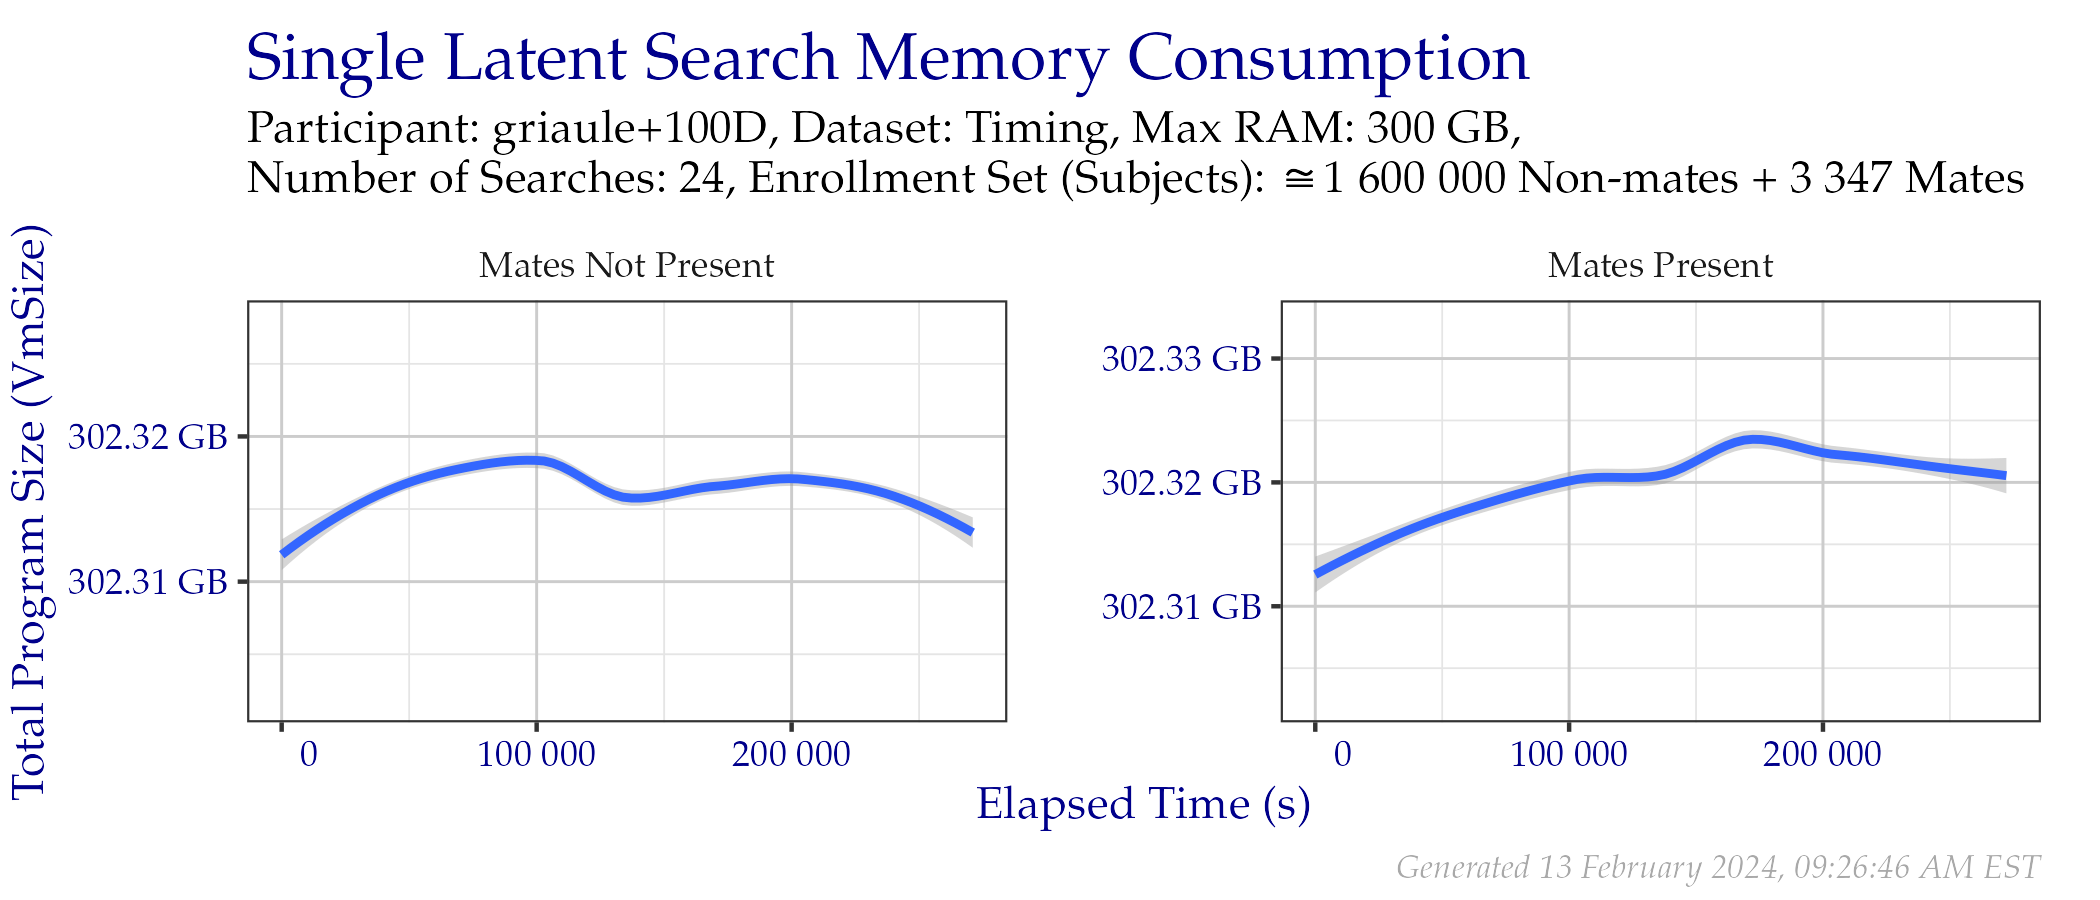 Single Latent Search Memory Consumption
Participant: griaule+100D, Dataset: Timing, Max RAM: 300 GB,
Number of Searches: 24, Enrollment Set (Subjects): ≅ 1 600 000 Non-mates + 3 347 Mates
Total Program Size (VmSize)
Mates Not Present
302.32 GB
302.31 GB
0 100 000 200 000
Mates Present
302.33 GB
302.32 GB
302.31 GB
0 100 000 200 000
Elapsed Time (s)
Generated 13 February 2024, 09:26:46 AM EST